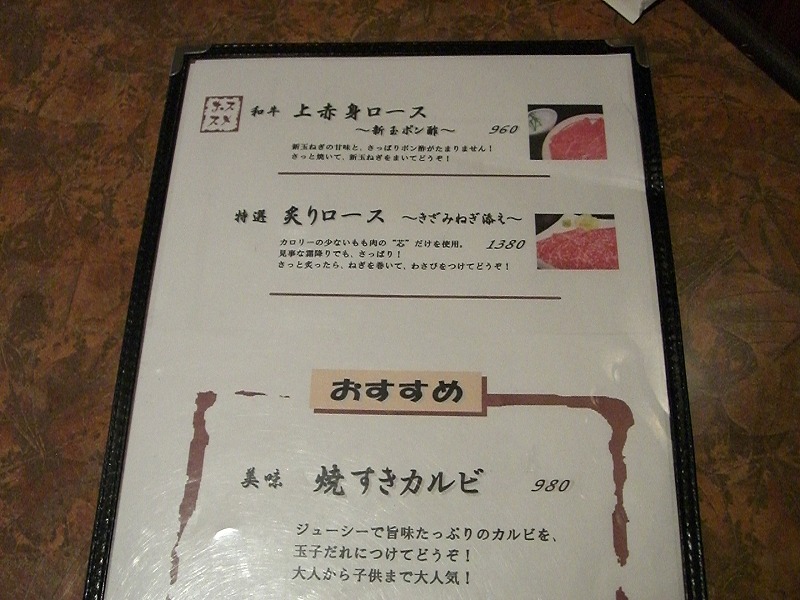 和牛 上赤身ロース
～新玉ポン酢～ 960
新玉ねぎの甘味と、さっぱりポン酢がたまりません！
さっと焼いて、新玉ねぎをまいてどうぞ！
特選 炙りロース ～きざみねぎ添え～
カロリーの少ないもも肉の"芯"だけを使用。 1380
見事な霜降りでも、さっぱり！
さっと炙ったら、ねぎを巻いて、わさびをつけてどうぞ！
おすすめ
美味 焼すきカルビ 980
ジューシーで旨味たっぷりのカルビを、
玉子だれにつけてどうぞ！
大人から子供まで大人気！